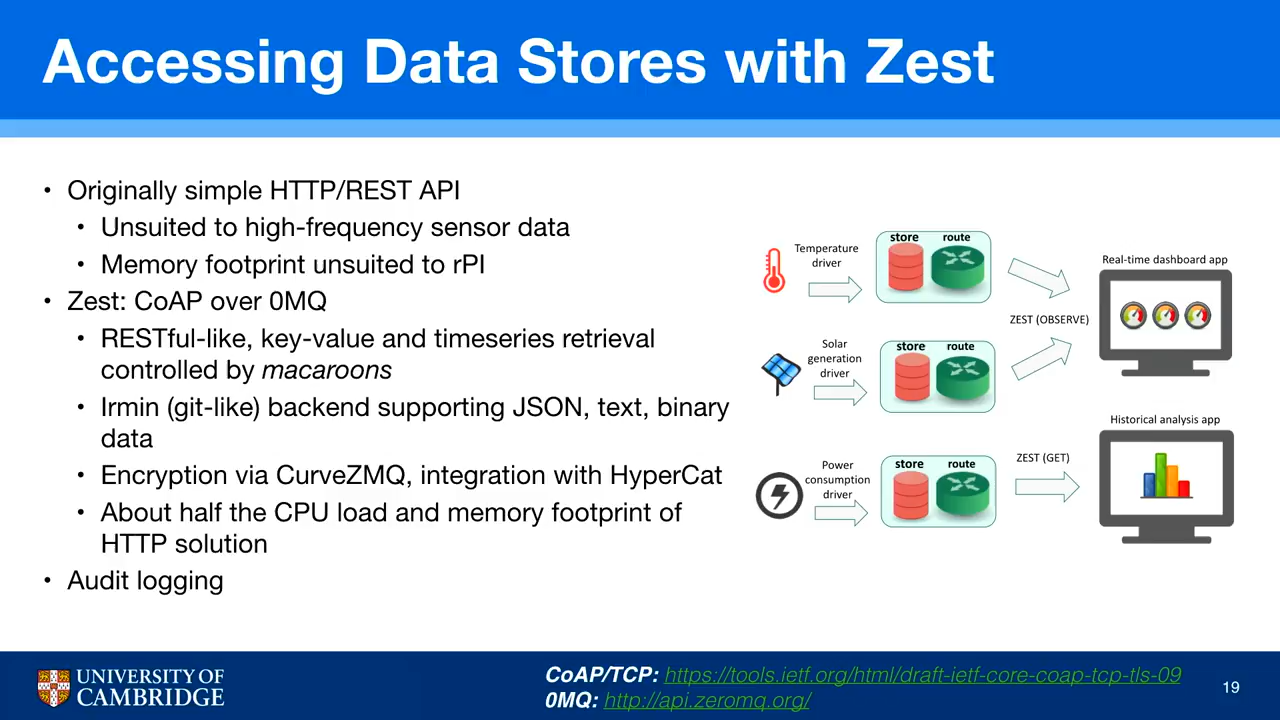 Accessing Data Stores with Zest
• Originally simple HTTP/REST API
• Unsuited to high-frequency sensor data
• Memory footprint unsuited to rPI
• Zest: CoAP over 0MQ
• RESTful-like, key-value and timeseries retrieval
controlled by macaroons
• Irmin (git-like) backend supporting JSON, text, binary
data
• Encryption via CurveZMQ, integration with HyperCat
• About half the CPU load and memory footprint of
HTTP solution
• Audit logging
Temperature
driver
store route
Solar
generation
driver
store route
Power
consumption
driver
store route
ZEST (OBSERVE)
ZEST (GET)
Real-time dashboard app
Historical analysis app
UNIVERSITY OF
CAMBRIDGE
CoAP/TCP: https://tools.ietf.org/html/draft-ietf-core-coap-tcp-tls-09
0MQ: http://api.zeromq.org/
19